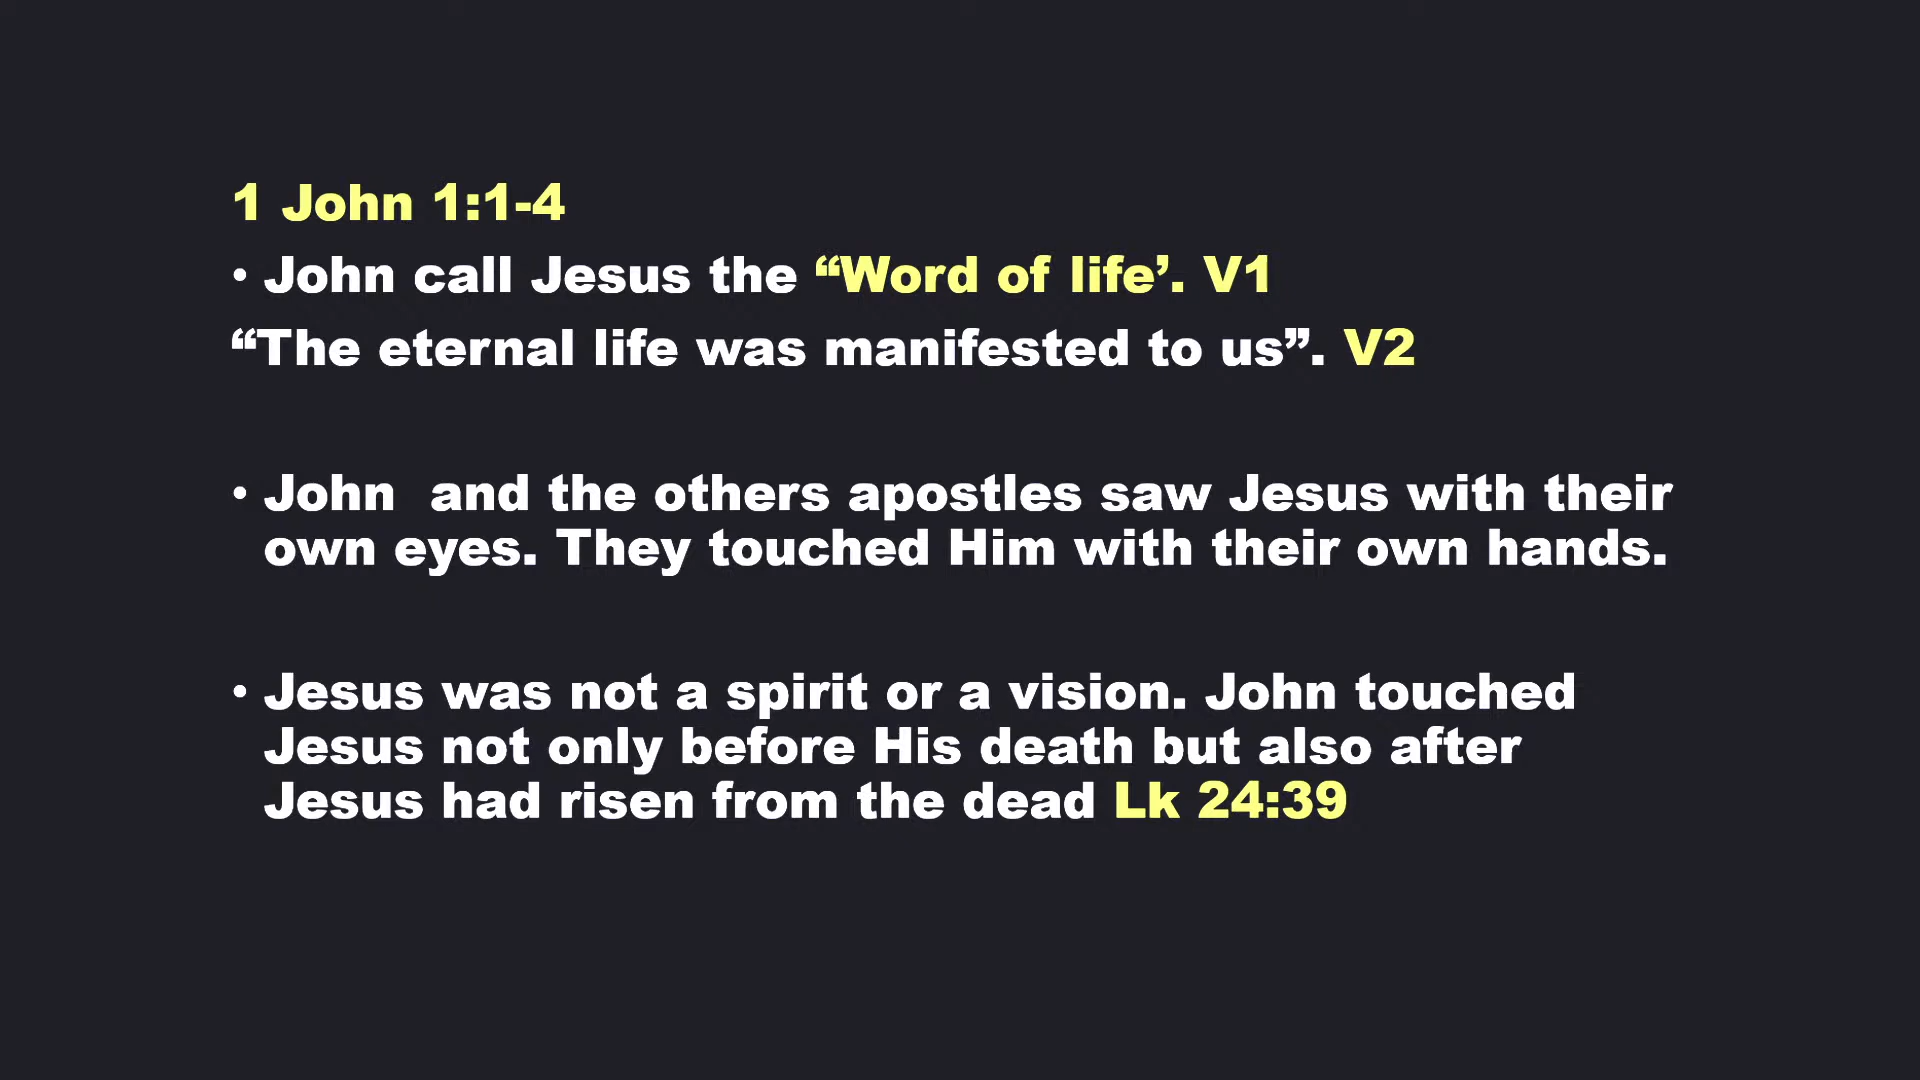 1 John 1:1-4
• John call Jesus the “Word of life’. V1
“The eternal life was manifested to us”. V2
• John  and the others apostles saw Jesus with their
own eyes. They touched Him with their own hands.
• Jesus was not a spirit or a vision. John touched
Jesus not only before His death but also after
Jesus had risen from the dead Lk 24:39